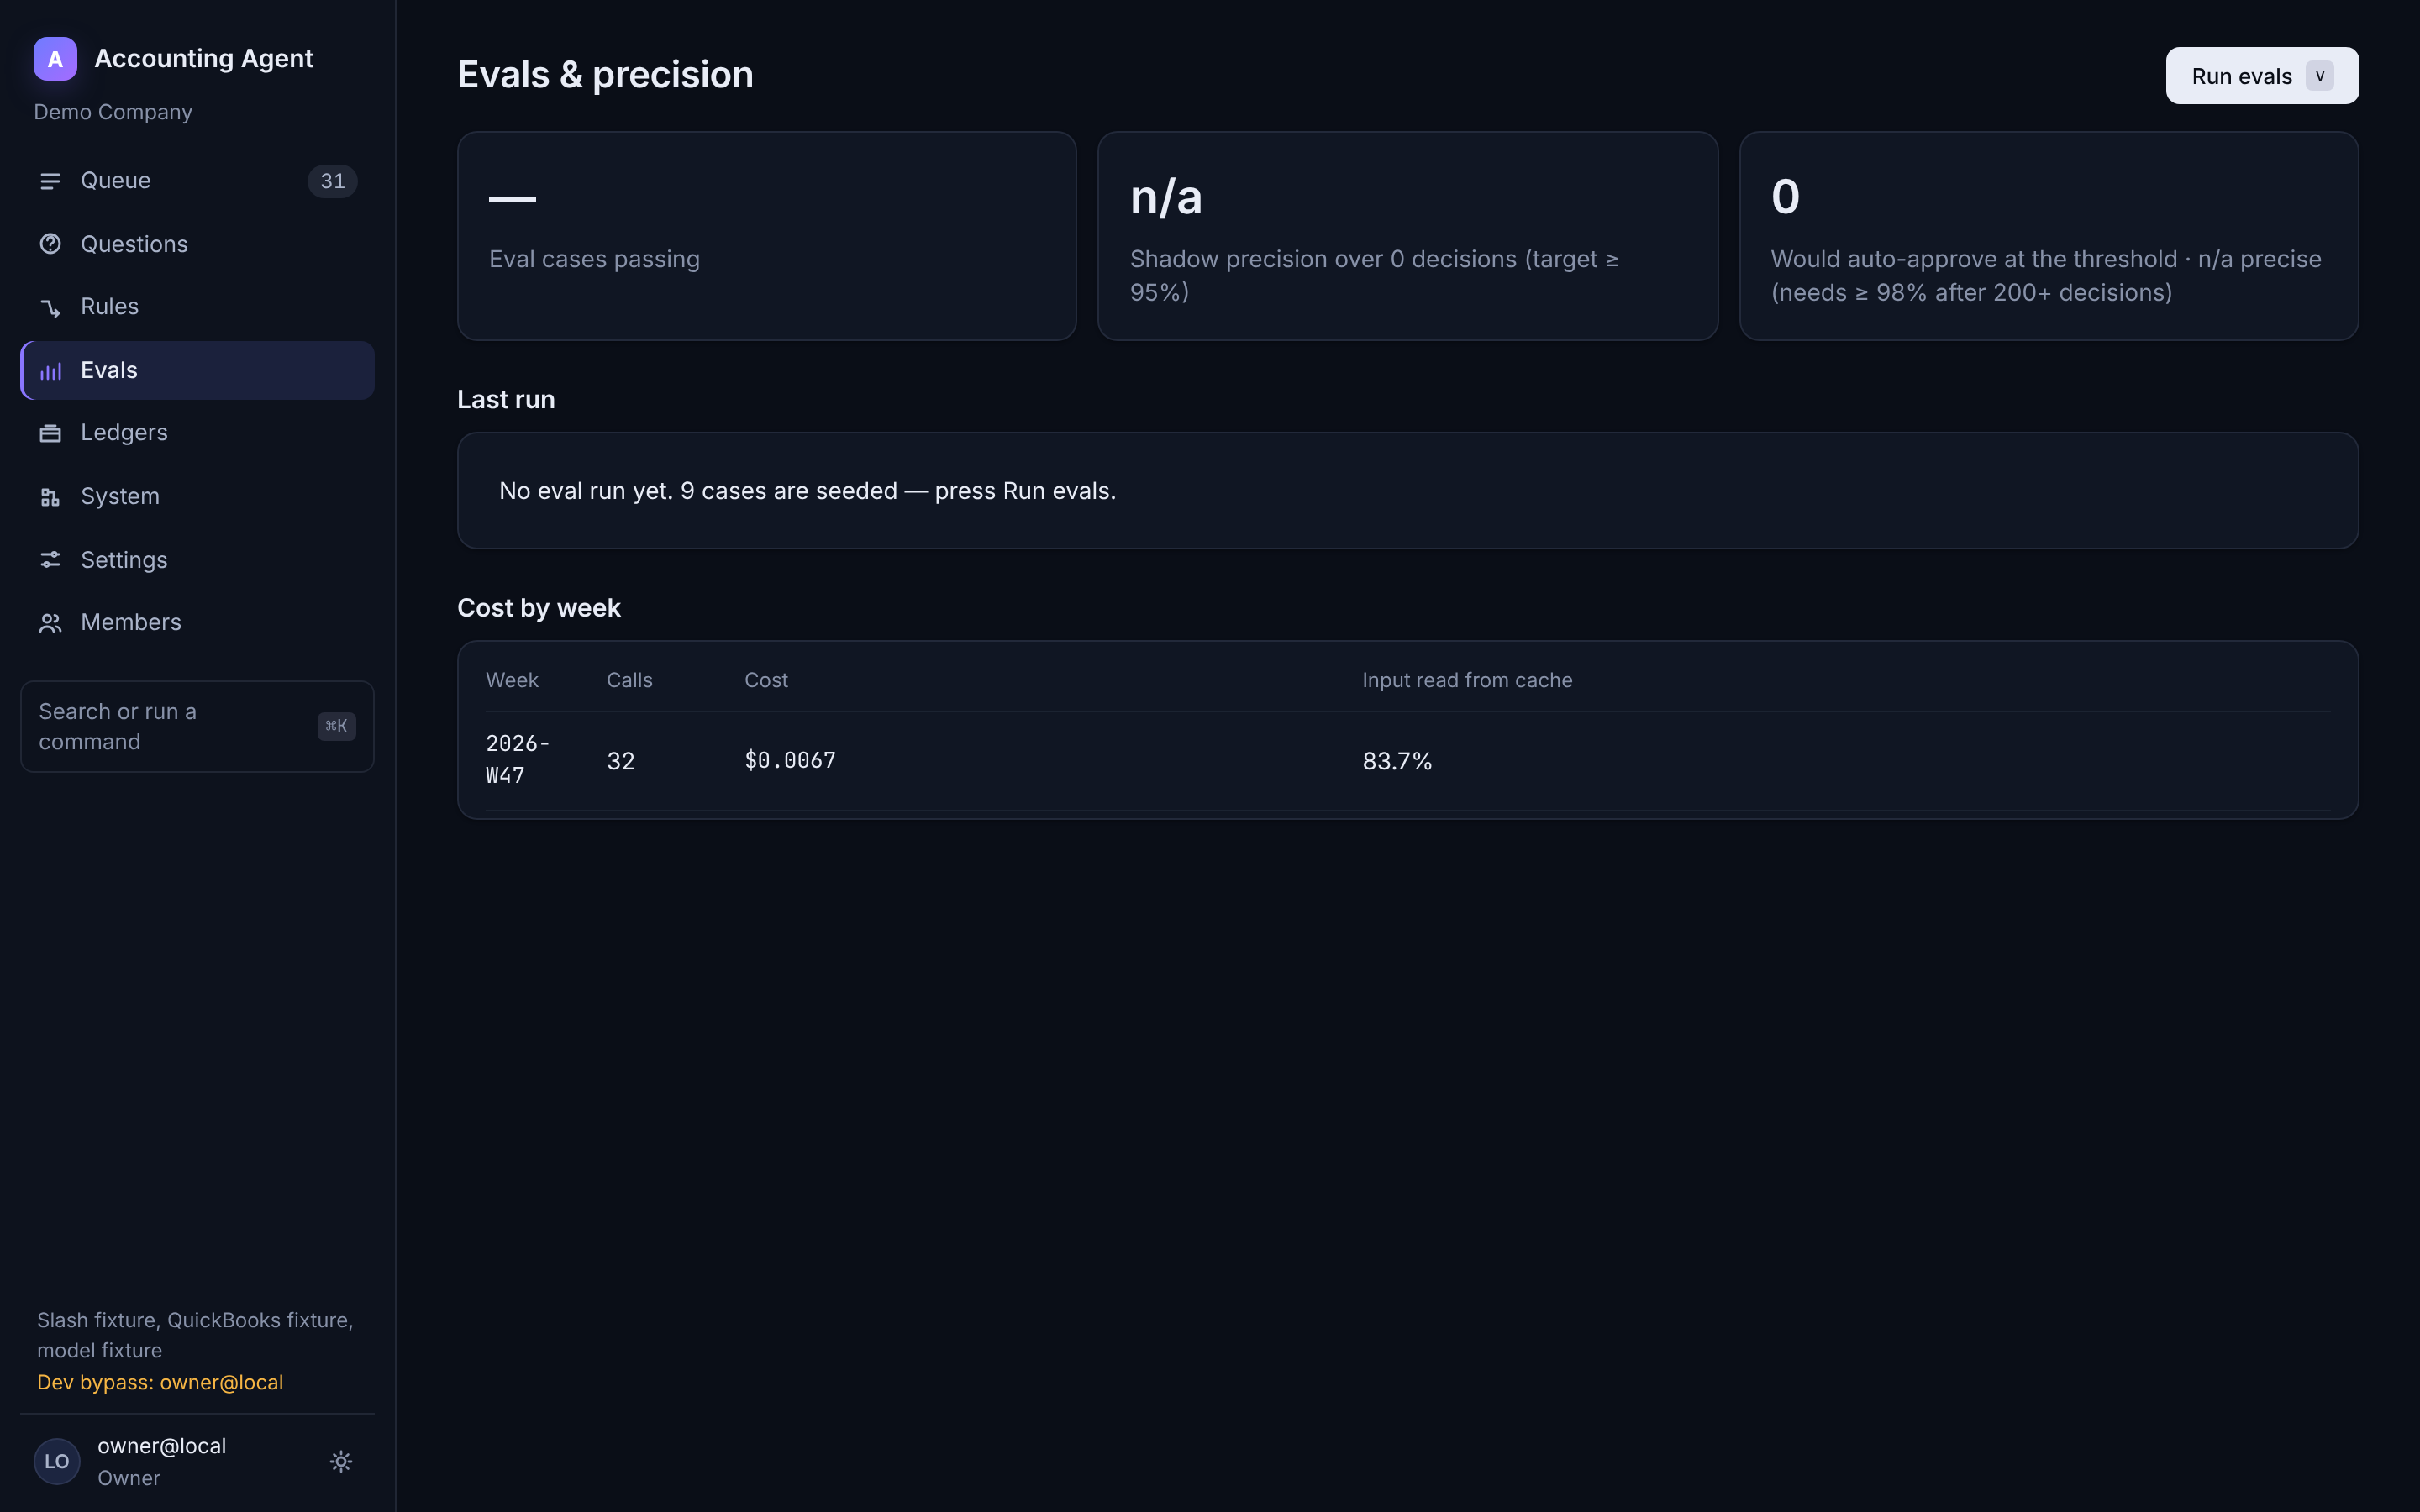 A Accounting Agent
Demo Company
Queue 31
Questions
Rules
Evals
Ledgers
System
Settings
Members
Search or run a
command ⌘K
Slash fixture, QuickBooks fixture,
model fixture
Dev bypass: owner@local
LO owner@local
Owner
Evals & precision
Run evals v
—
Eval cases passing
n/a
Shadow precision over 0 decisions (target ≥
95%)
0
Would auto-approve at the threshold · n/a precise
(needs ≥ 98% after 200+ decisions)
Last run
No eval run yet. 9 cases are seeded — press Run evals.
Cost by week
Week Calls Cost Input read from cache
2026-
W47 32 $0.0067 83.7%